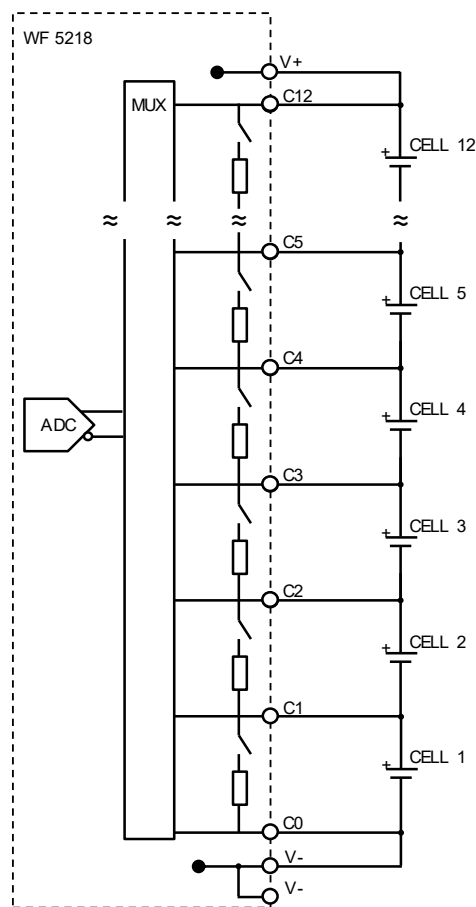 WF 5218
V+
MUX
C12
CELL 12
C5
CELL 5
C4
ADC
CELL 4
C3
CELL 3
C2
CELL 2
C1
CELL 1
C0
V-
V-